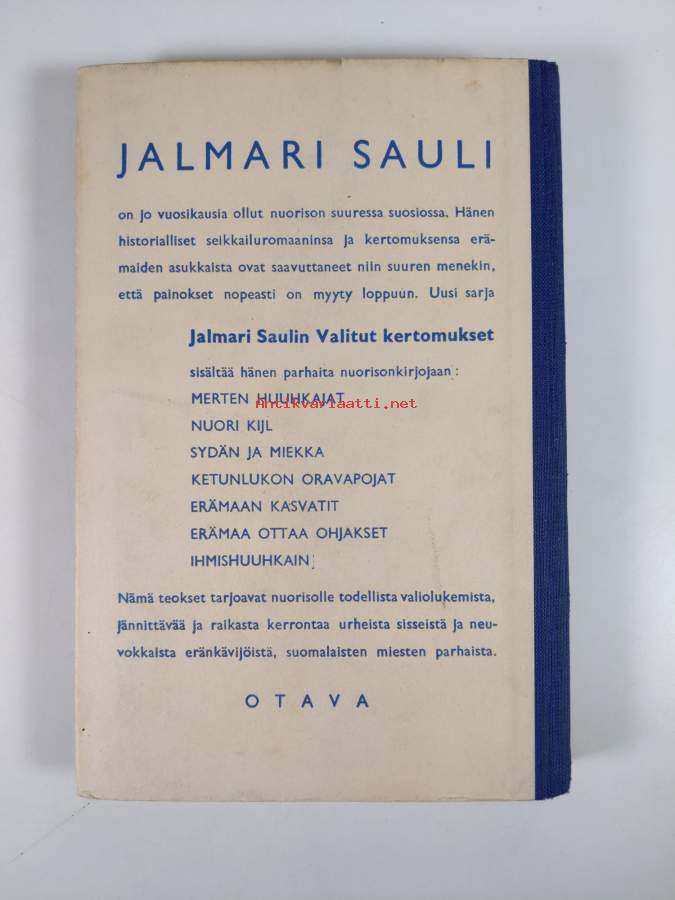 JALMARI SAULI
on jo vuosikausia ollut nuorison suuressa suosiossa. Hänen
historialliset seikkailuromaaninsa ja kertomuksensa erä-
maiden asukkaista ovat saavuttaneet niin suuren menekin,
että painokset nopeasti on myyty loppuun. Uusi sarja
Jalmari Saulin Valitut kertomukset
sisältää hänen parhaita nuorisonkirjojaan:
MERTEN HUUHKAJAT
Antikvariaatti.net
NUORI KIJL
SYDÄN JA MIEKKA
KETUNLUKON ORAVAPOJAT
ERÄMAAN KASVATIT
ERÄMAA OTTAA OHJAKSET
IHMISHUUHKAIN
Nämä teokset tarjoavat nuorisolle todellista valiolukemista,
jännittävää ja raikasta kerrontaa urheista sisseistä ja neu-
vokkaista eränkävijöistä, suomalaisten miesten parhaista.
OTAVA